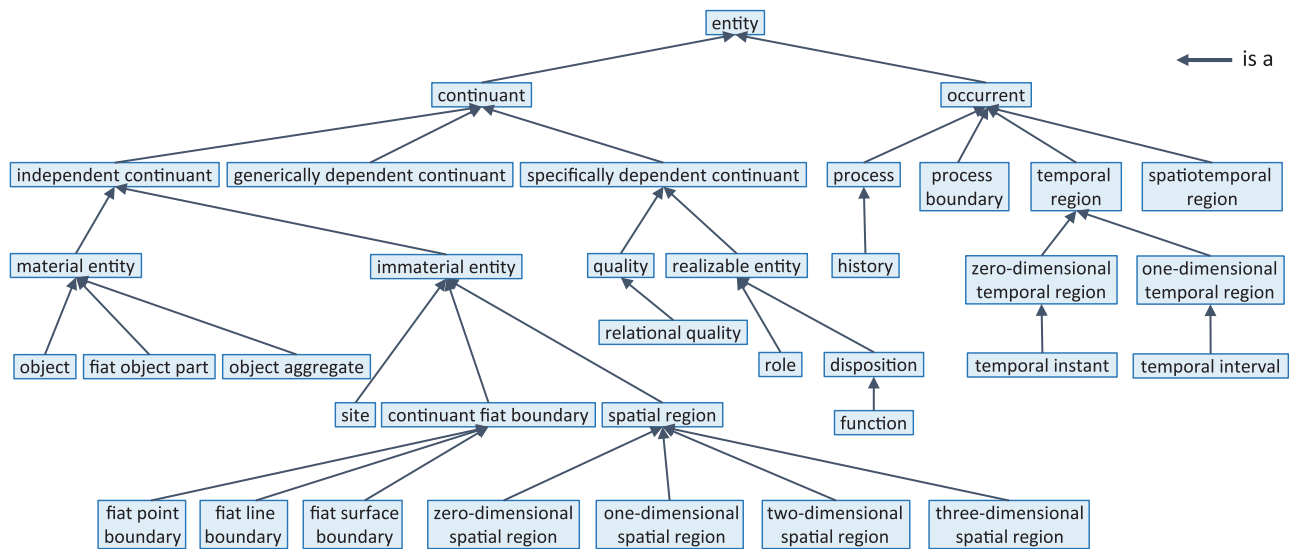 entity
is a
continuant
occurrent
independent continuant
generically dependent continuant
specifically dependent continuant
process
process
boundary
temporal
region
spatiotemporal
region
material entity
immaterial entity
quality
realizable entity
history
zero-dimensional
temporal region
one-dimensional
temporal region
relational quality
object
fiat object part
object aggregate
role
disposition
temporal instant
temporal interval
site
continuant fiat boundary
spatial region
function
fiat point
boundary
fiat line
boundary
fiat surface
boundary
zero-dimensional
spatial region
one-dimensional
spatial region
two-dimensional
spatial region
three-dimensional
spatial region